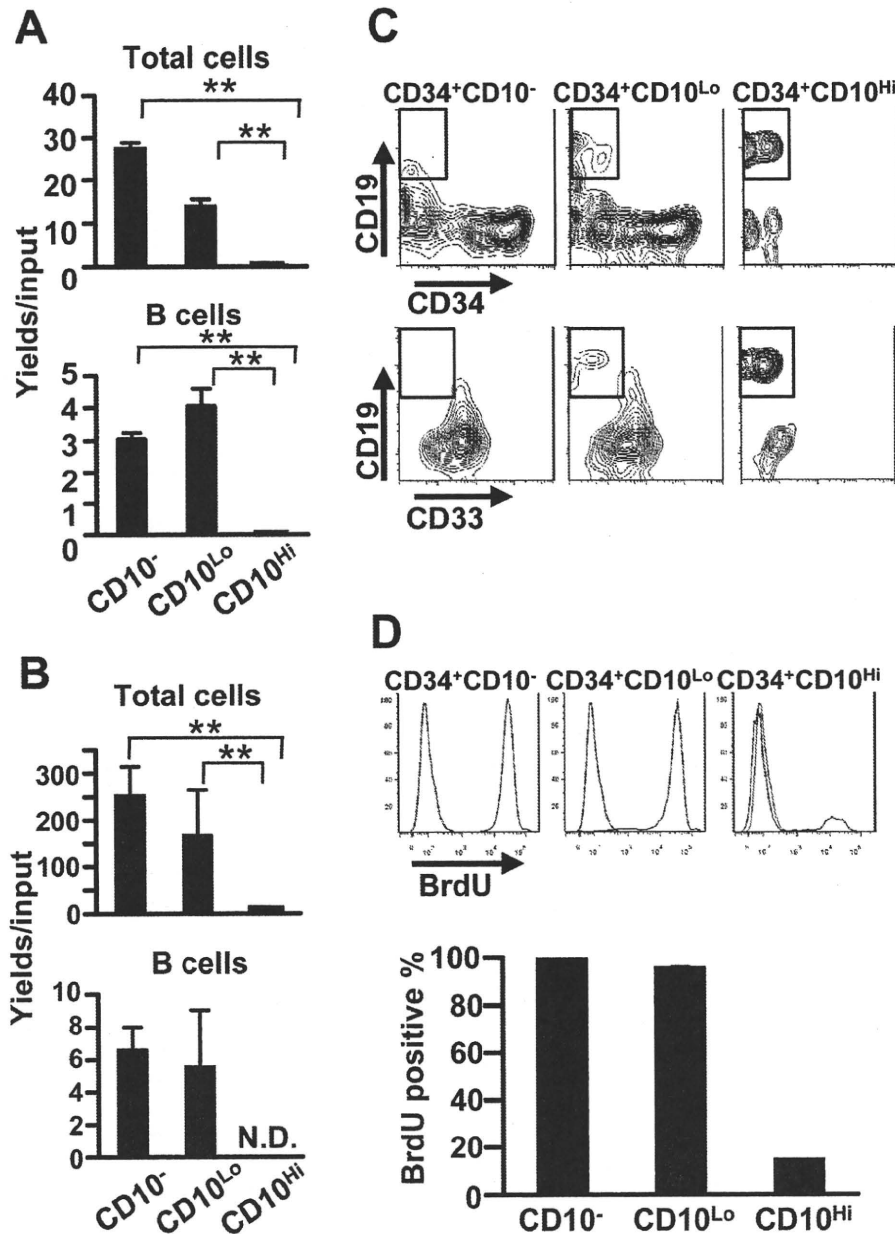 A
Total cells
**
**
40
30
20
10
0
B cells
**
**
5
4
3
2
1
0
Yields/input
CD10-
CD10Lo
CD10Hi
C
CD34+CD10-
CD34+CD10Lo
CD34+CD10Hi
CD19
CD34
CD19
CD33
B
Total cells
**
**
300
200
100
0
B cells
10
8
6
4
2
0
N.D.
Yields/input
CD10-
CD10Lo
CD10Hi
D
CD34+CD10-
CD34+CD10Lo
CD34+CD10Hi
BrdU
BrdU positive %
100
80
60
40
20
0
CD10-
CD10Lo
CD10Hi